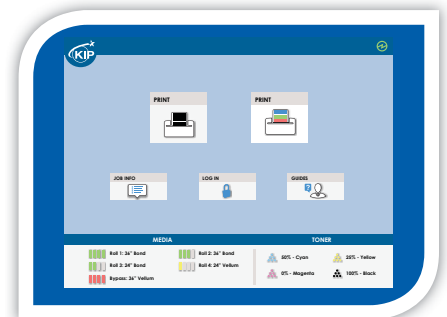 KIP
PRINT PRINT
JOB INFO LOG IN GUIDES
MEDIA TONER
Roll 1: 36" Bond Roll 2: 36" Bond
50% - Cyan 25% - Yellow
Roll 3: 24" Bond Roll 4: 24" Vellum
0% - Magenta 100% - Black
Bypass: 36" Vellum